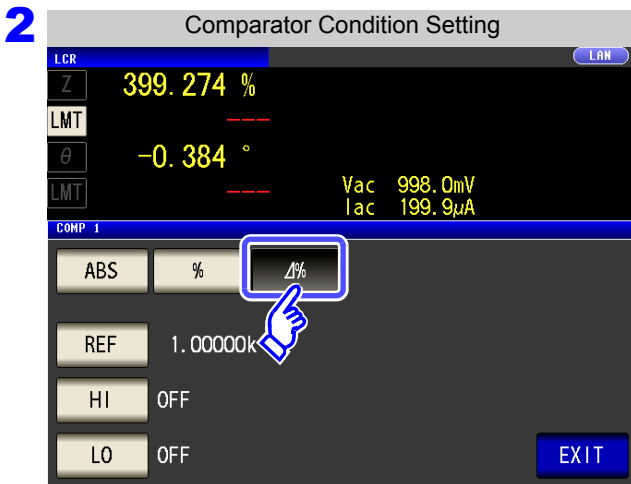 2
Comparator Condition Setting
LCR LAN
Z 399.274 %
LMT ---
θ -0.384 °
LMT --- Vac 998.0mV
Iac 199.9μA
COMP 1
ABS % Δ%
REF 1.00000k
HI OFF
LO OFF EXIT